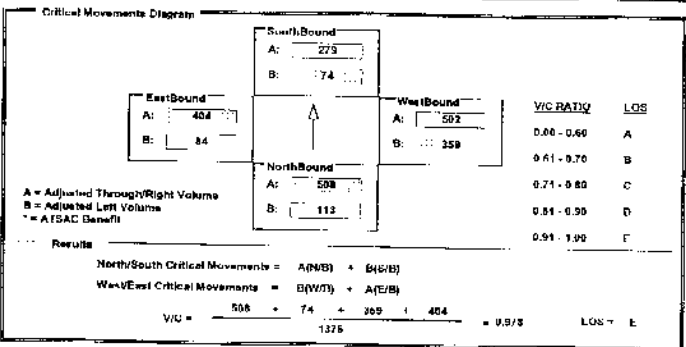 Critical Movements Diagram
SouthBound
A: 279
B: 74
EastBound
A: 404
B: 84
WestBound
A: 502
B:
NorthBound
A: 508
B: 113
V/C RATIO LOS
0.00 - 0.60 A
0.61 - 0.70 B
0.71 - 0.80 C
0.81 - 0.90 D
0.91 - 1.00 E
A = Adjusted Through/Right Volume
B = Adjusted Left Volume
* = ATSAC Benefit
Results
North/South Critical Movements = A(N/B) + B(S/B)
West/East Critical Movements = B(W/B) + A(E/B)
V/C = 508 + 74 + + 404 = LOS = E
1375